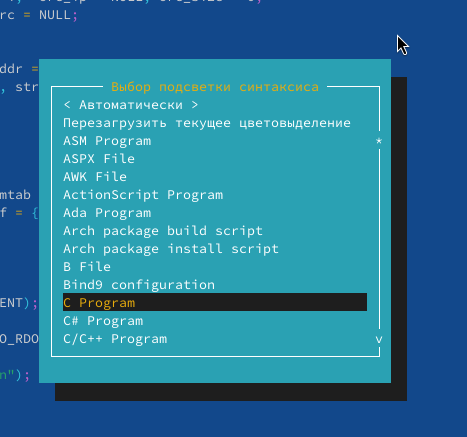 rc = NULL;
ddr =
, str
Выбор подсветки синтаксиса
< Автоматически >
Перезагрузить текущее цветовыделение
ASM Program
*
ASPX File
AWK File
ActionScript Program
mtab
Ada Program
f = {
Arch package build script
Arch package install script
B File
Bind9 configuration
ENT);
C Program
C# Program
O_RDO
C/C++ Program
v
n");